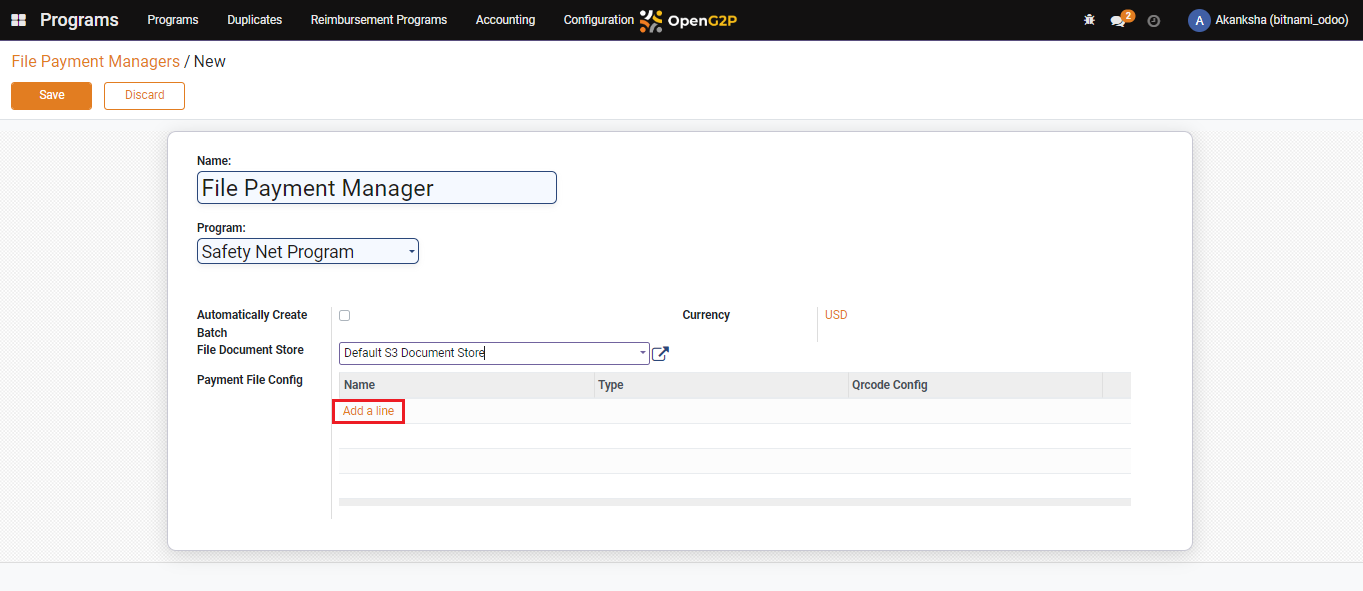 Programs Programs Duplicates Reimbursement Programs Accounting Configuration OpenG2P 2 A Akanksha (bitnami_odoo)
File Payment Managers / New
Save Discard
Name:
File Payment Manager
Program:
Safety Net Program
Automatically Create Currency USD
Batch
File Document Store Default S3 Document Store
Payment File Config Name Type Qrcode Config
Add a line